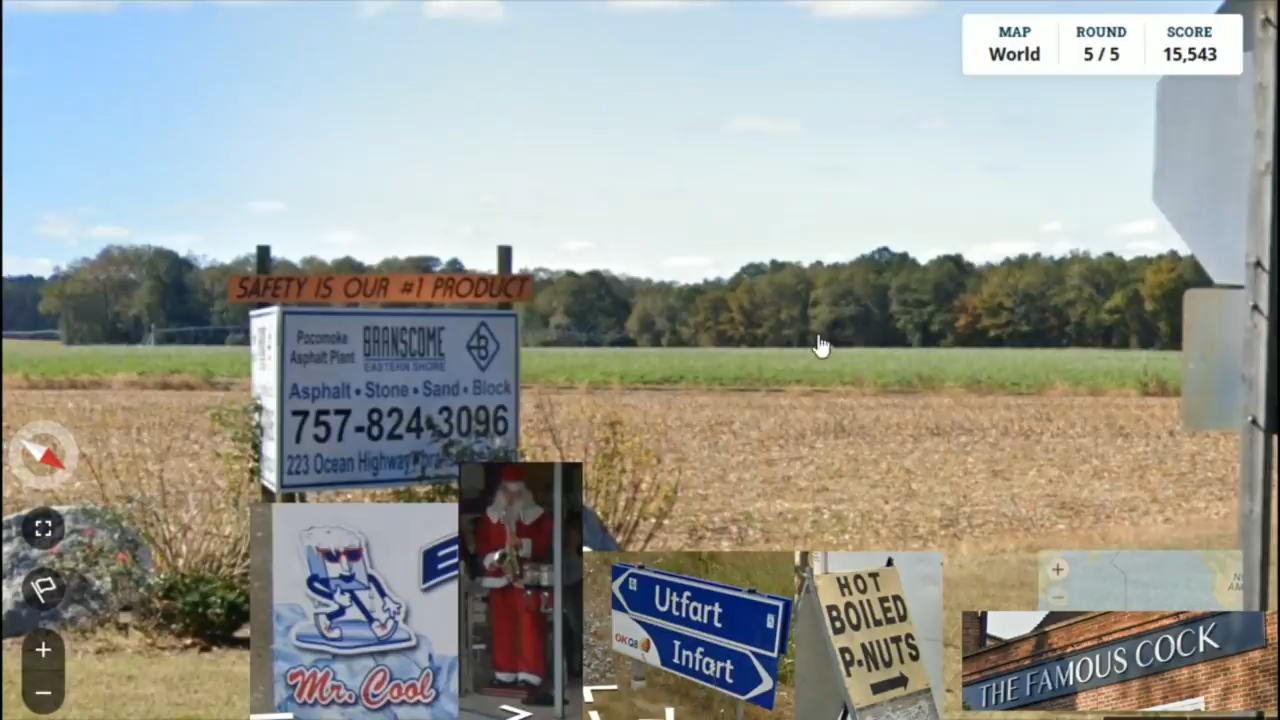 MAP
World
ROUND
5 / 5
SCORE
15,543
SAFETY IS OUR #1 PRODUCT
Pocomoke
Asphalt Plant
BRANSCOME
EASTERN SHORE
B
Asphalt • Stone • Sand • Block
757-824-3096
223 Ocean Highway
Mr. Cool
E
Utfart
OKQ8
Infart
HOT
BOILED
P-NUTS
THE FAMOUS COCK